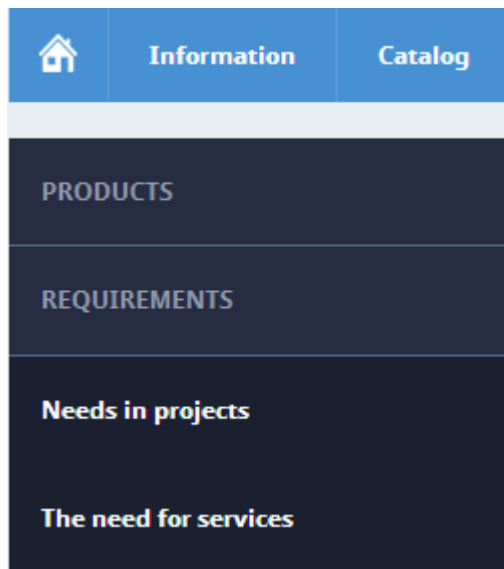 Information Catalog
PRODUCTS
REQUIREMENTS
Needs in projects
The need for services